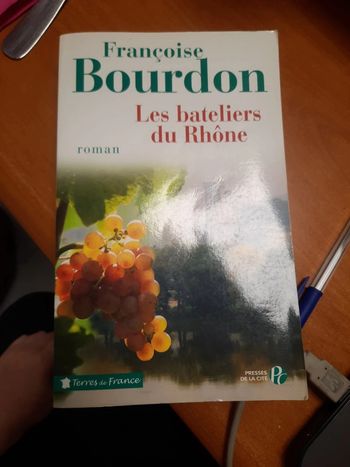 Françoise
Bourdon
Les bateliers
du Rhône
roman
Terres de France
PRESSES
DE LA CITÉ
PC